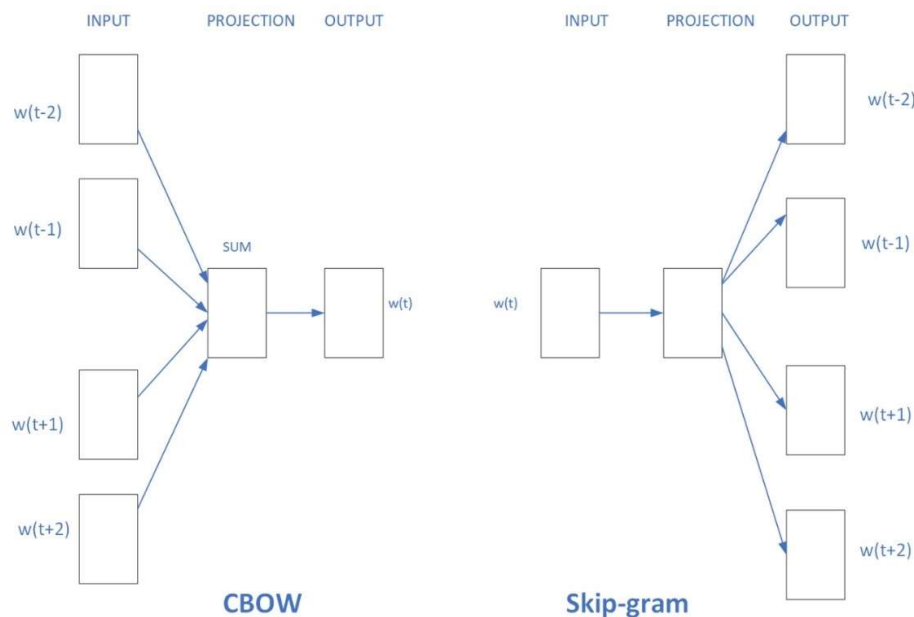 INPUT PROJECTION OUTPUT
w(t-2)
w(t-1)
SUM
w(t)
w(t+1)
w(t+2)
CBOW
INPUT PROJECTION OUTPUT
w(t-2)
w(t-1)
w(t)
w(t+1)
w(t+2)
Skip-gram